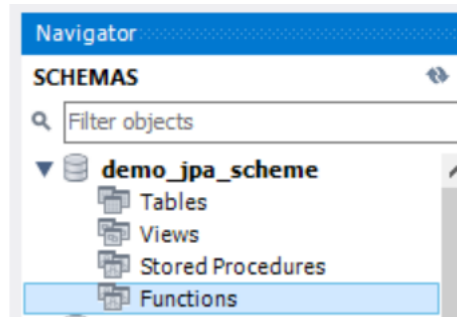 Navigator
SCHEMAS
Filter objects
demo_jpa_scheme
Tables
Views
Stored Procedures
Functions